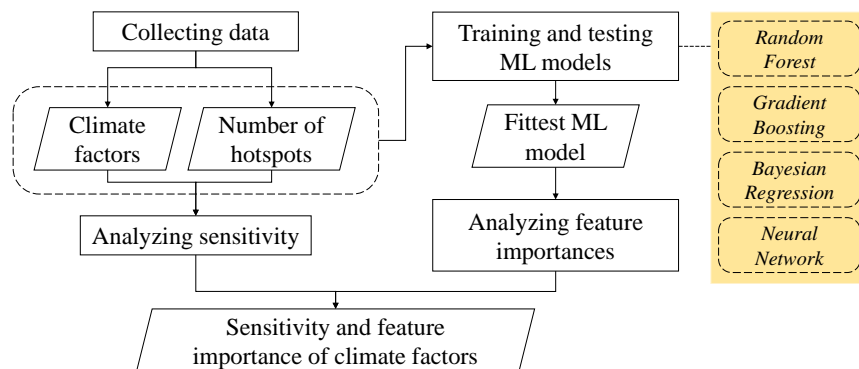 Collecting data
Climate
factors
Number of
hotspots
Analyzing sensitivity
Training and testing
ML models
Fittest ML
model
Analyzing feature
importances
Random
Forest
Gradient
Boosting
Bayesian
Regression
Neural
Network
Sensitivity and feature
importance of climate factors